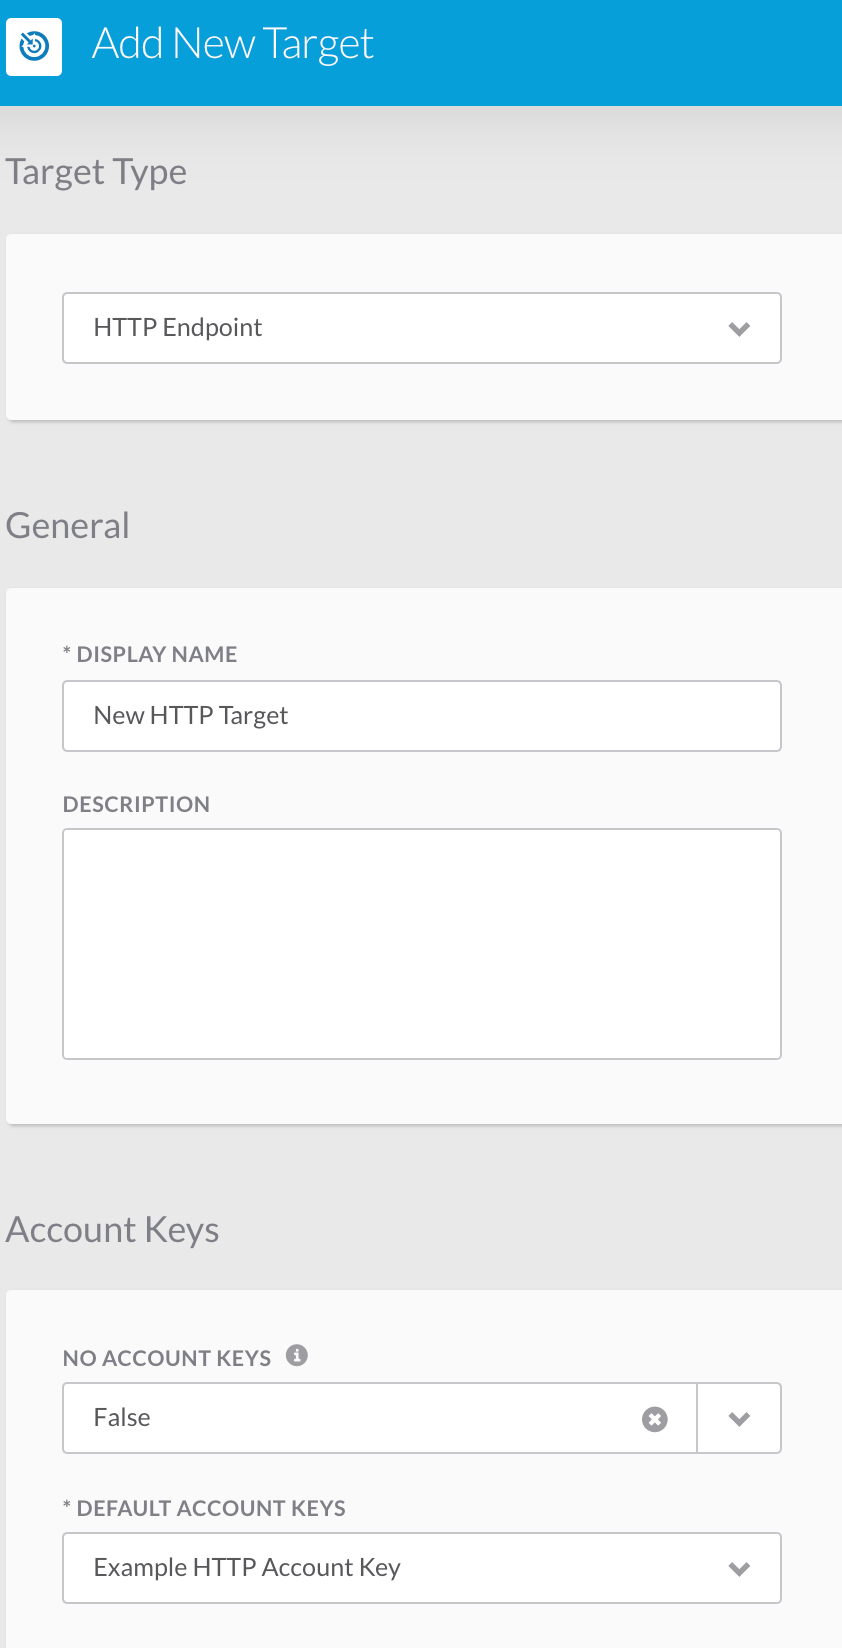 Add New Target
Target Type
HTTP Endpoint
General
* DISPLAY NAME
New HTTP Target
DESCRIPTION
Account Keys
NO ACCOUNT KEYS
False
* DEFAULT ACCOUNT KEYS
Example HTTP Account Key